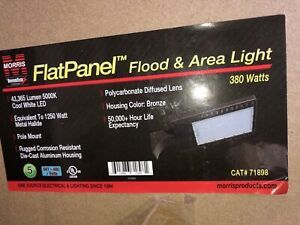 MORRIS
FlatPanel™ Flood & Area Light
380 Watts
43,365 Lumen 5000K
Cool White LED
Equivalent To 1250 Watt
Metal Halide
Pole Mount
Rugged Corrosion Resistant
Die-Cast Aluminum Housing
Polycarbonate Diffused Lens
Housing Color: Bronze
50,000+ Hour Life
Expectancy
5
CAT# 71898
ONE SOURCE ELECTRICAL & LIGHTING SINCE 1984
morrisproducts.com